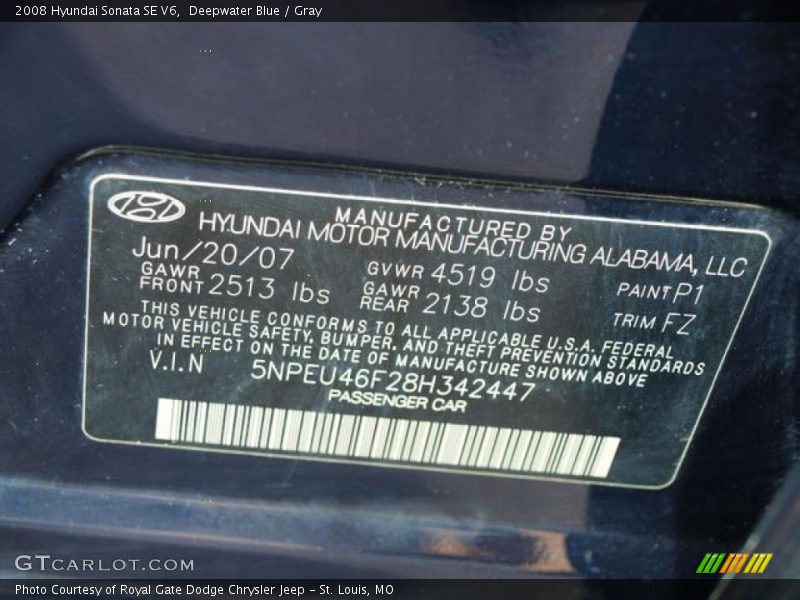 2008 Hyundai Sonata SE V6, Deepwater Blue / Gray
MANUFACTURED BY
HYUNDAI MOTOR MANUFACTURING ALABAMA, LLC
Jun/20/07 GVWR 4519 lbs PAINT P1
GAWR FRONT 2513 lbs GAWR REAR 2138 lbs TRIM FZ
THIS VEHICLE CONFORMS TO ALL APPLICABLE U.S.A. FEDERAL
MOTOR VEHICLE SAFETY, BUMPER, AND THEFT PREVENTION STANDARDS
IN EFFECT ON THE DATE OF MANUFACTURE SHOWN ABOVE
V.I.N 5NPEU46F28H342447
PASSENGER CAR
GTCARLOT.COM
Photo Courtesy of Royal Gate Dodge Chrysler Jeep – St. Louis, MO